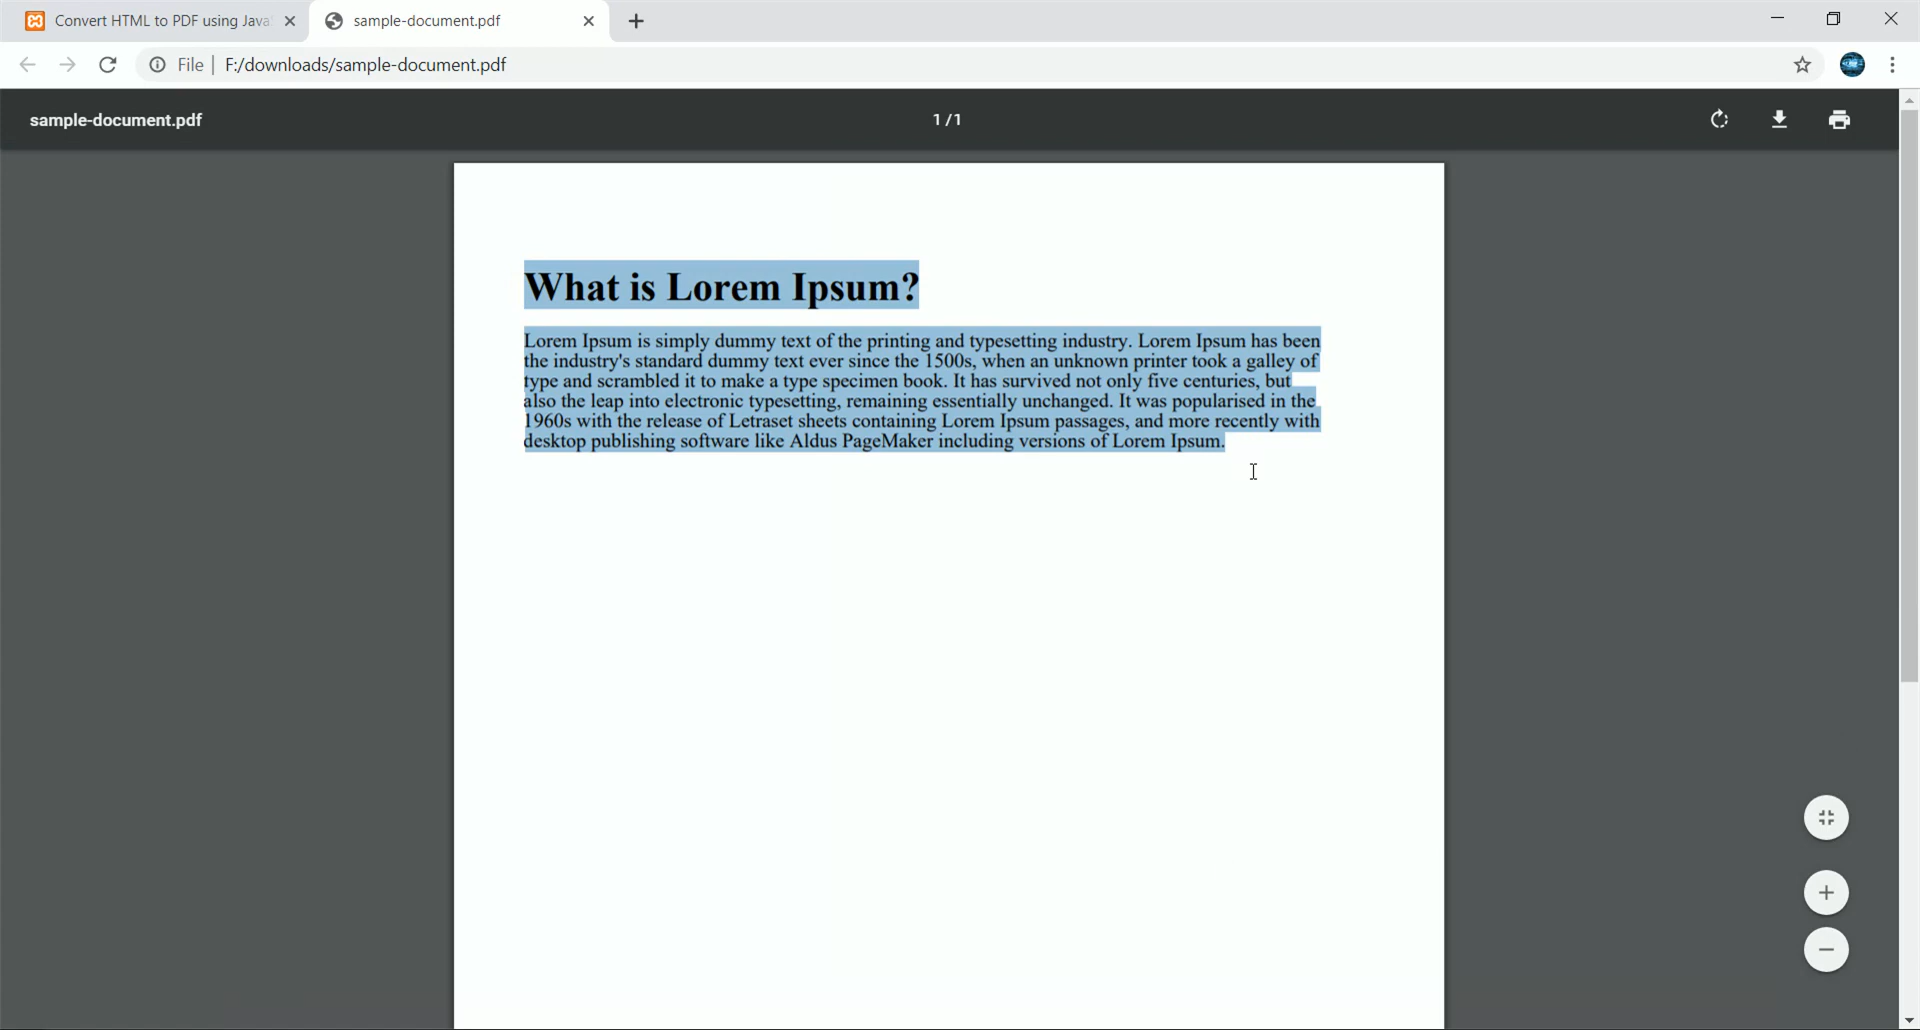 Convert HTML to PDF using Java
sample-document.pdf
File | F:/downloads/sample-document.pdf
sample-document.pdf
1 / 1
What is Lorem Ipsum?
Lorem Ipsum is simply dummy text of the printing and typesetting industry. Lorem Ipsum has been
the industry's standard dummy text ever since the 1500s, when an unknown printer took a galley of
type and scrambled it to make a type specimen book. It has survived not only five centuries, but
also the leap into electronic typesetting, remaining essentially unchanged. It was popularised in the
1960s with the release of Letraset sheets containing Lorem Ipsum passages, and more recently with
desktop publishing software like Aldus PageMaker including versions of Lorem Ipsum.